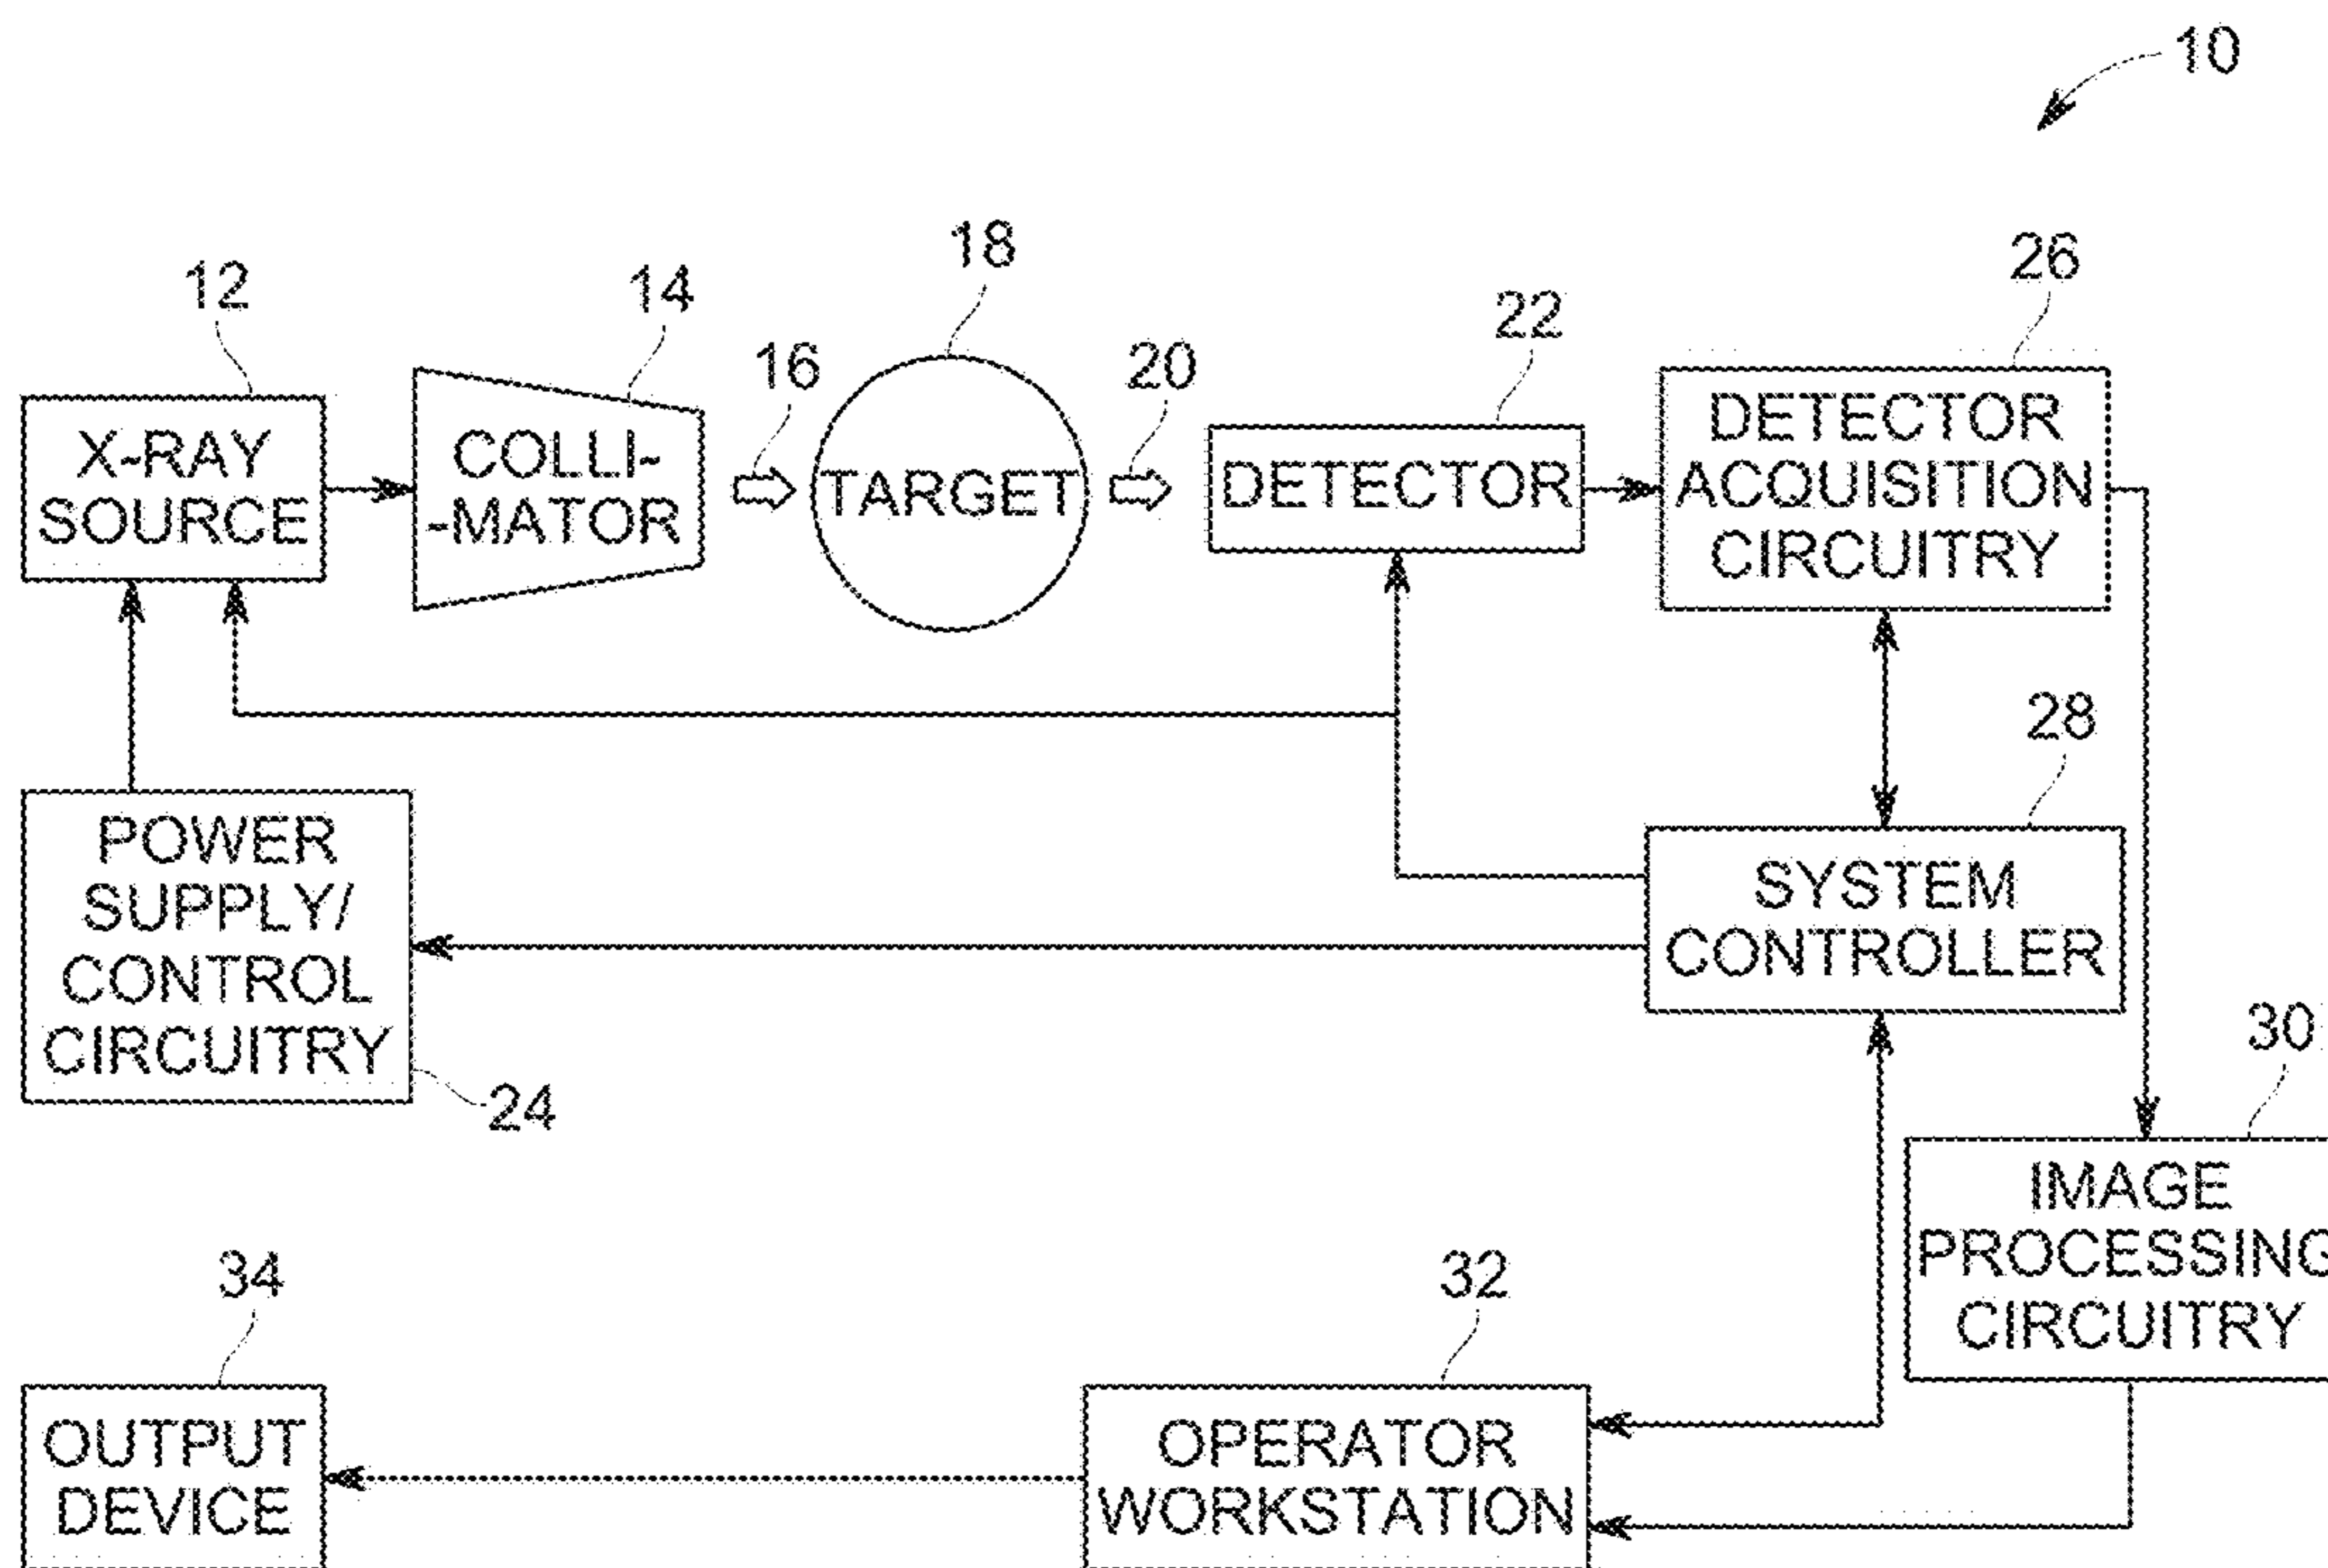 10
12
14
16
18
20
22
26
X-RAY
SOURCE
COLLI-
-MATOR
TARGET
DETECTOR
DETECTOR
ACQUISITION
CIRCUITRY
28
POWER
SUPPLY/
CONTROL
CIRCUITRY
24
SYSTEM
CONTROLLER
30
IMAGE
PROCESSING
CIRCUITRY
34
32
OUTPUT
DEVICE
OPERATOR
WORKSTATION